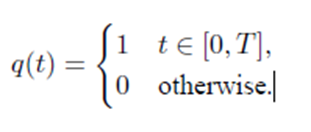 q(t) = { 1 t ∈ [0, T],
0 otherwise.